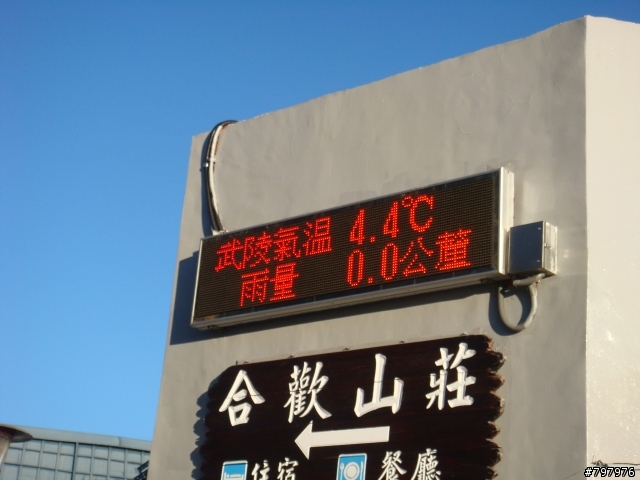 武陵氣溫 4.4℃
雨量 0.0公釐
合歡山莊
住宿 餐廳
#797976